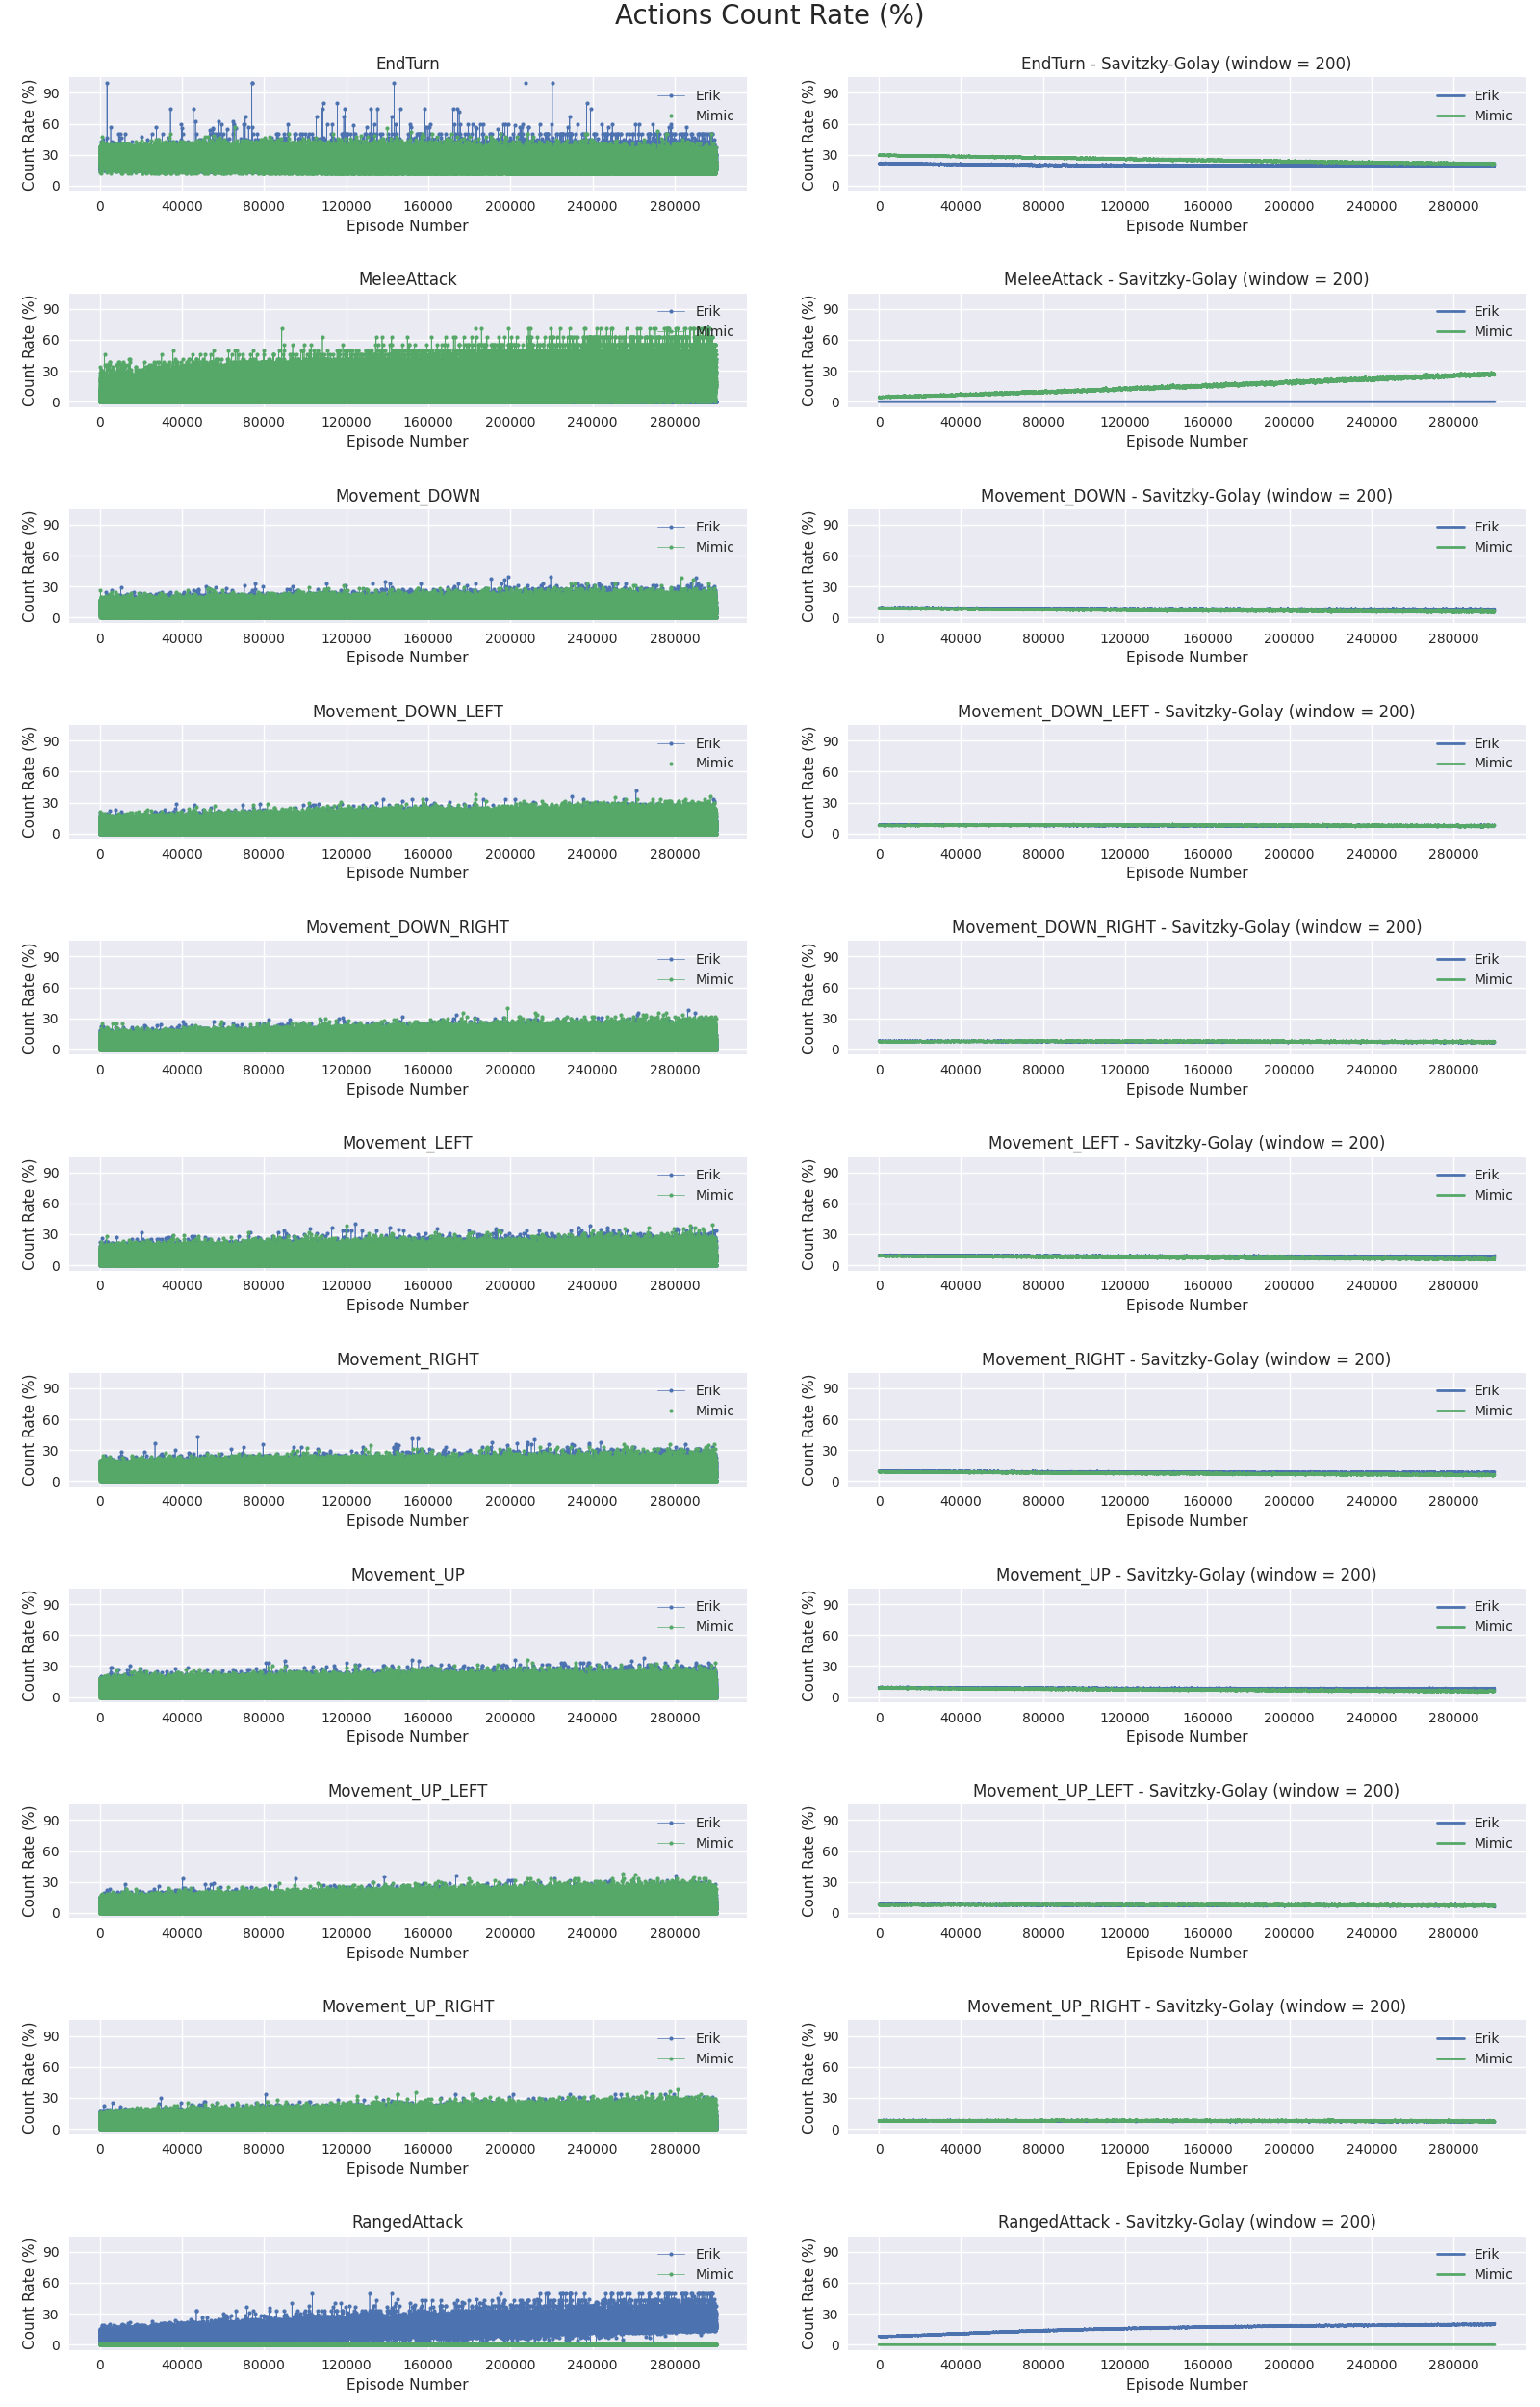 Actions Count Rate (%)
EndTurn
Count Rate (%)
90
60
30
0
Erik
Mimic
0 40000 80000 120000 160000 200000 240000 280000
Episode Number
EndTurn - Savitzky-Golay (window = 200)
Count Rate (%)
90
60
30
0
Erik
Mimic
0 40000 80000 120000 160000 200000 240000 280000
Episode Number
MeleeAttack
Count Rate (%)
90
60
30
0
Erik
Mimic
0 40000 80000 120000 160000 200000 240000 280000
Episode Number
MeleeAttack - Savitzky-Golay (window = 200)
Count Rate (%)
90
60
30
0
Erik
Mimic
0 40000 80000 120000 160000 200000 240000 280000
Episode Number
Movement_DOWN
Count Rate (%)
90
60
30
0
Erik
Mimic
0 40000 80000 120000 160000 200000 240000 280000
Episode Number
Movement_DOWN - Savitzky-Golay (window = 200)
Count Rate (%)
90
60
30
0
Erik
Mimic
0 40000 80000 120000 160000 200000 240000 280000
Episode Number
Movement_DOWN_LEFT
Count Rate (%)
90
60
30
0
Erik
Mimic
0 40000 80000 120000 160000 200000 240000 280000
Episode Number
Movement_DOWN_LEFT - Savitzky-Golay (window = 200)
Count Rate (%)
90
60
30
0
Erik
Mimic
0 40000 80000 120000 160000 200000 240000 280000
Episode Number
Movement_DOWN_RIGHT
Count Rate (%)
90
60
30
0
Erik
Mimic
0 40000 80000 120000 160000 200000 240000 280000
Episode Number
Movement_DOWN_RIGHT - Savitzky-Golay (window = 200)
Count Rate (%)
90
60
30
0
Erik
Mimic
0 40000 80000 120000 160000 200000 240000 280000
Episode Number
Movement_LEFT
Count Rate (%)
90
60
30
0
Erik
Mimic
0 40000 80000 120000 160000 200000 240000 280000
Episode Number
Movement_LEFT - Savitzky-Golay (window = 200)
Count Rate (%)
90
60
30
0
Erik
Mimic
0 40000 80000 120000 160000 200000 240000 280000
Episode Number
Movement_RIGHT
Count Rate (%)
90
60
30
0
Erik
Mimic
0 40000 80000 120000 160000 200000 240000 280000
Episode Number
Movement_RIGHT - Savitzky-Golay (window = 200)
Count Rate (%)
90
60
30
0
Erik
Mimic
0 40000 80000 120000 160000 200000 240000 280000
Episode Number
Movement_UP
Count Rate (%)
90
60
30
0
Erik
Mimic
0 40000 80000 120000 160000 200000 240000 280000
Episode Number
Movement_UP - Savitzky-Golay (window = 200)
Count Rate (%)
90
60
30
0
Erik
Mimic
0 40000 80000 120000 160000 200000 240000 280000
Episode Number
Movement_UP_LEFT
Count Rate (%)
90
60
30
0
Erik
Mimic
0 40000 80000 120000 160000 200000 240000 280000
Episode Number
Movement_UP_LEFT - Savitzky-Golay (window = 200)
Count Rate (%)
90
60
30
0
Erik
Mimic
0 40000 80000 120000 160000 200000 240000 280000
Episode Number
Movement_UP_RIGHT
Count Rate (%)
90
60
30
0
Erik
Mimic
0 40000 80000 120000 160000 200000 240000 280000
Episode Number
Movement_UP_RIGHT - Savitzky-Golay (window = 200)
Count Rate (%)
90
60
30
0
Erik
Mimic
0 40000 80000 120000 160000 200000 240000 280000
Episode Number
RangedAttack
Count Rate (%)
90
60
30
0
Erik
Mimic
0 40000 80000 120000 160000 200000 240000 280000
Episode Number
RangedAttack - Savitzky-Golay (window = 200)
Count Rate (%)
90
60
30
0
Erik
Mimic
0 40000 80000 120000 160000 200000 240000 280000
Episode Number